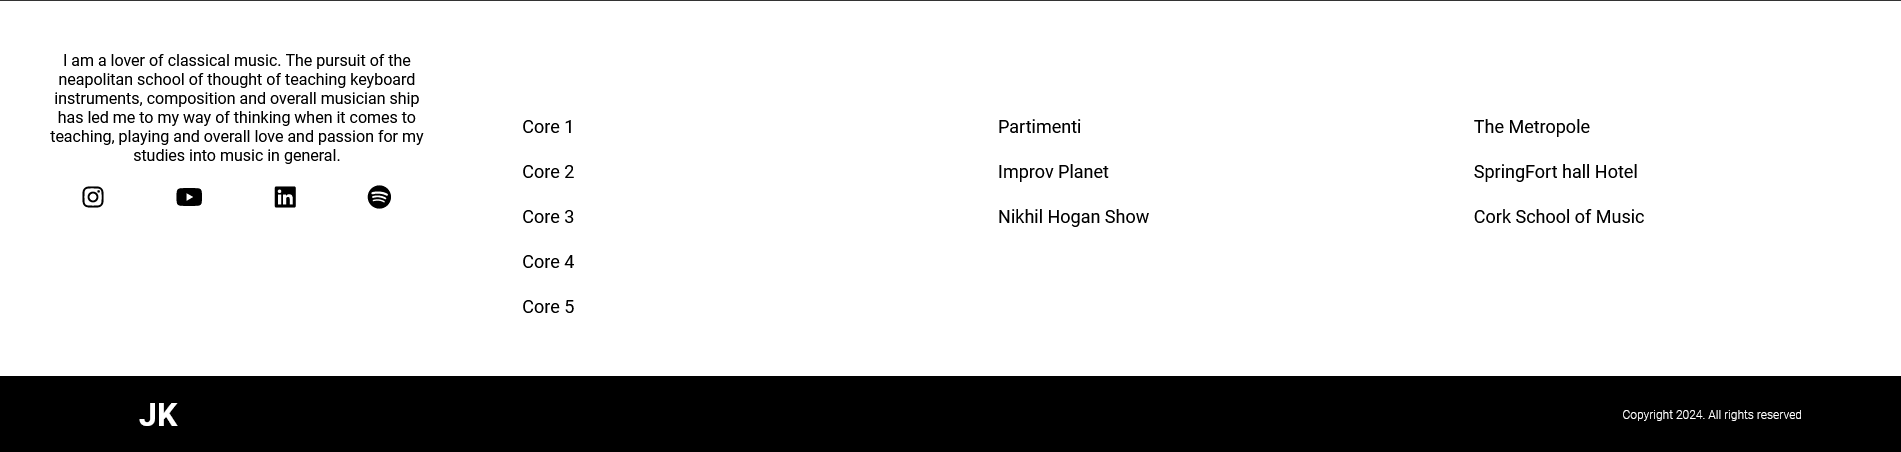 I am a lover of classical music. The pursuit of the
neapolitan school of thought of teaching keyboard
instruments, composition and overall musician ship
has led me to my way of thinking when it comes to
teaching, playing and overall love and passion for my
studies into music in general.
Core 1
Core 2
Core 3
Core 4
Core 5
Partimenti
Improv Planet
Nikhil Hogan Show
The Metropole
SpringFort hall Hotel
Cork School of Music
JK
Copyright 2024. All rights reserved